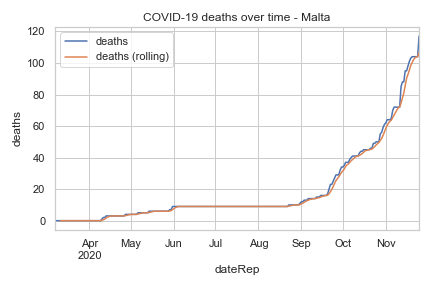 COVID-19 deaths over time - Malta
deaths
deaths (rolling)
120
100
80
60
40
20
0
deaths
Apr
2020
May
Jun
Jul
Aug
Sep
Oct
Nov
dateRep